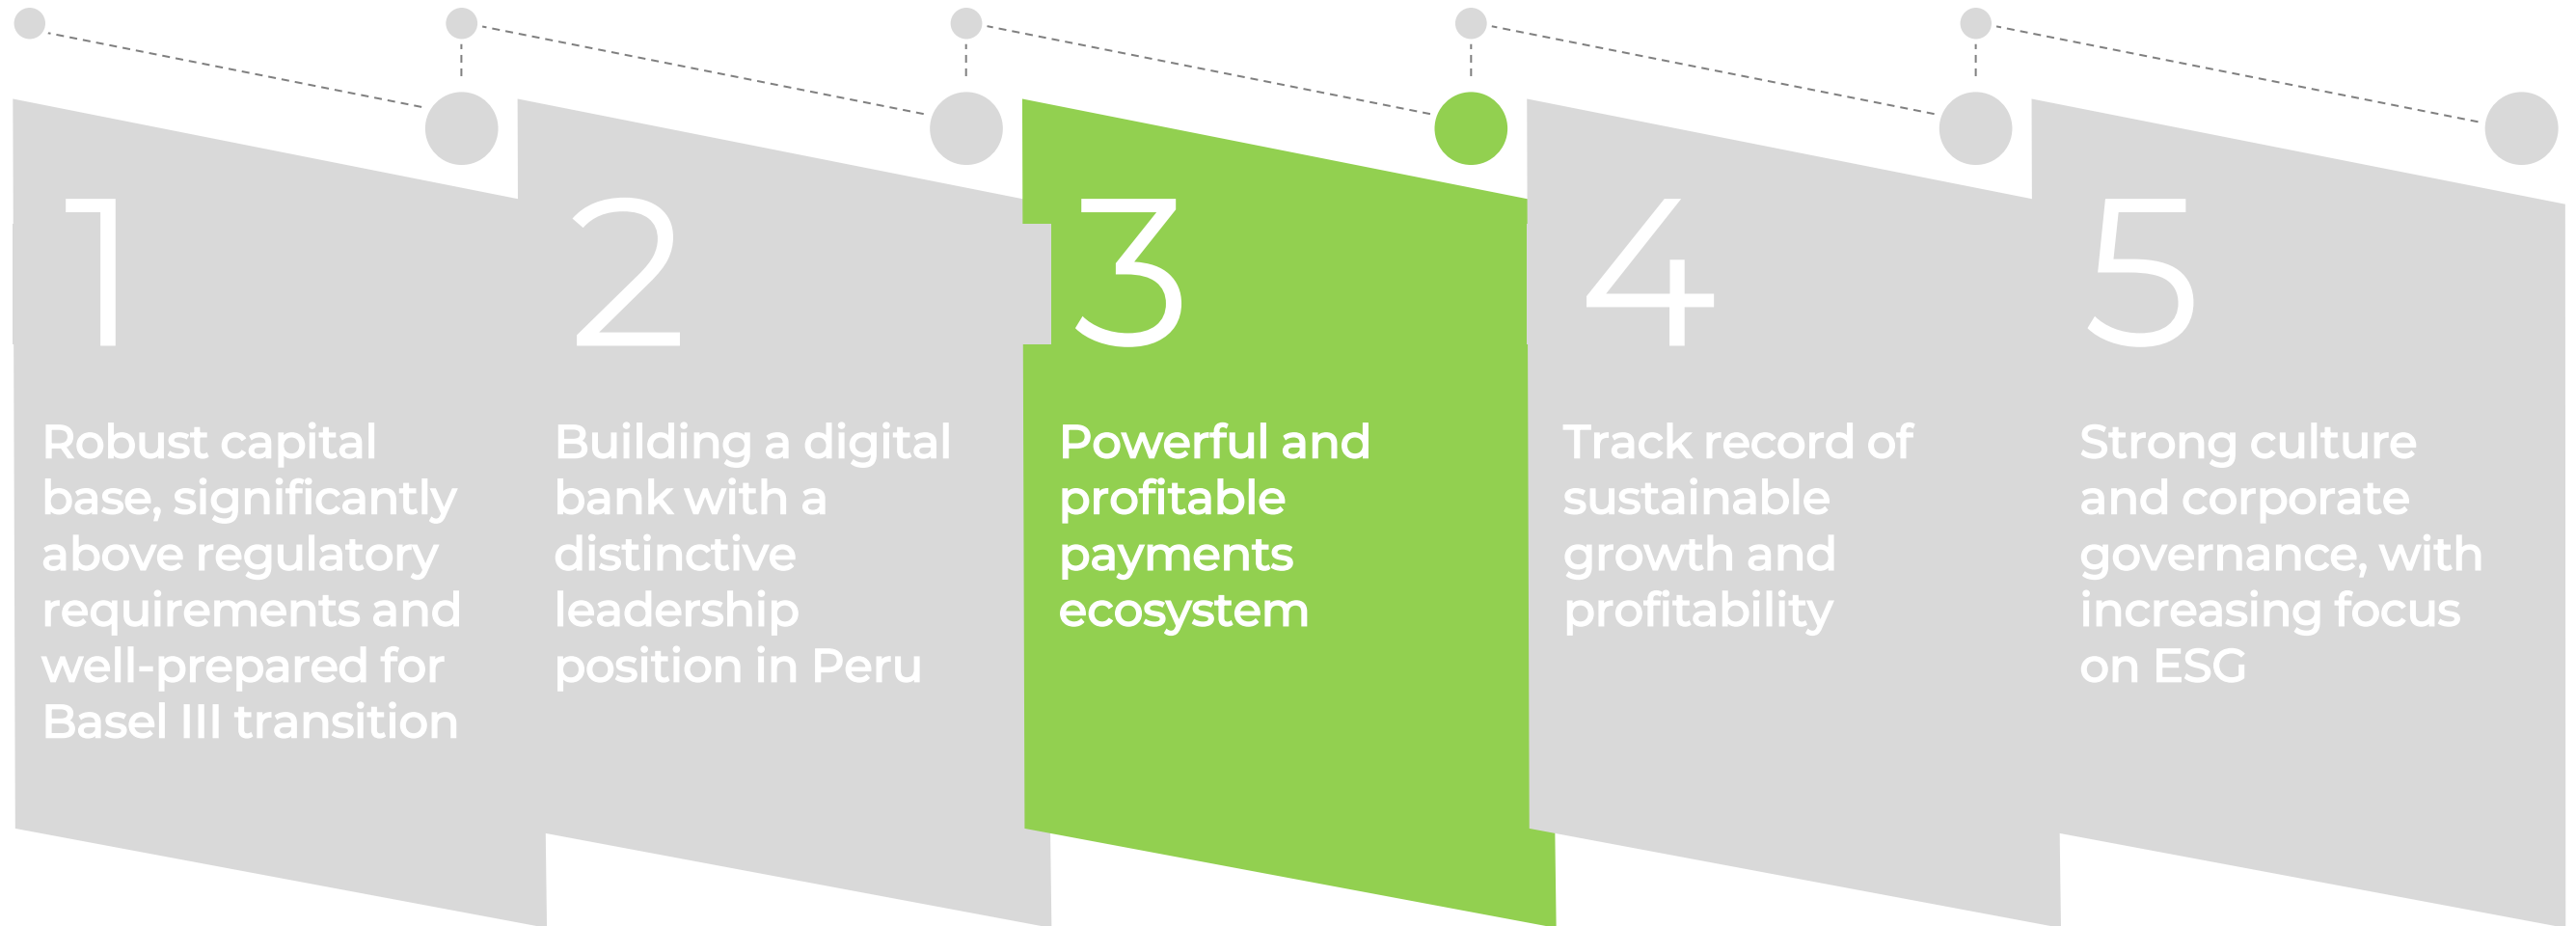 1
Robust capital
base, significantly
above regulatory
requirements and
well-prepared for
Basel III transition
2
Building a digital
bank with a
distinctive
leadership
position in Peru
3
Powerful and
profitable
payments
ecosystem
4
Track record of
sustainable
growth and
profitability
5
Strong culture
and corporate
governance, with
increasing focus
on ESG